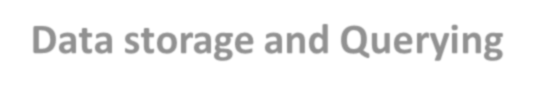 Data storage and Querying